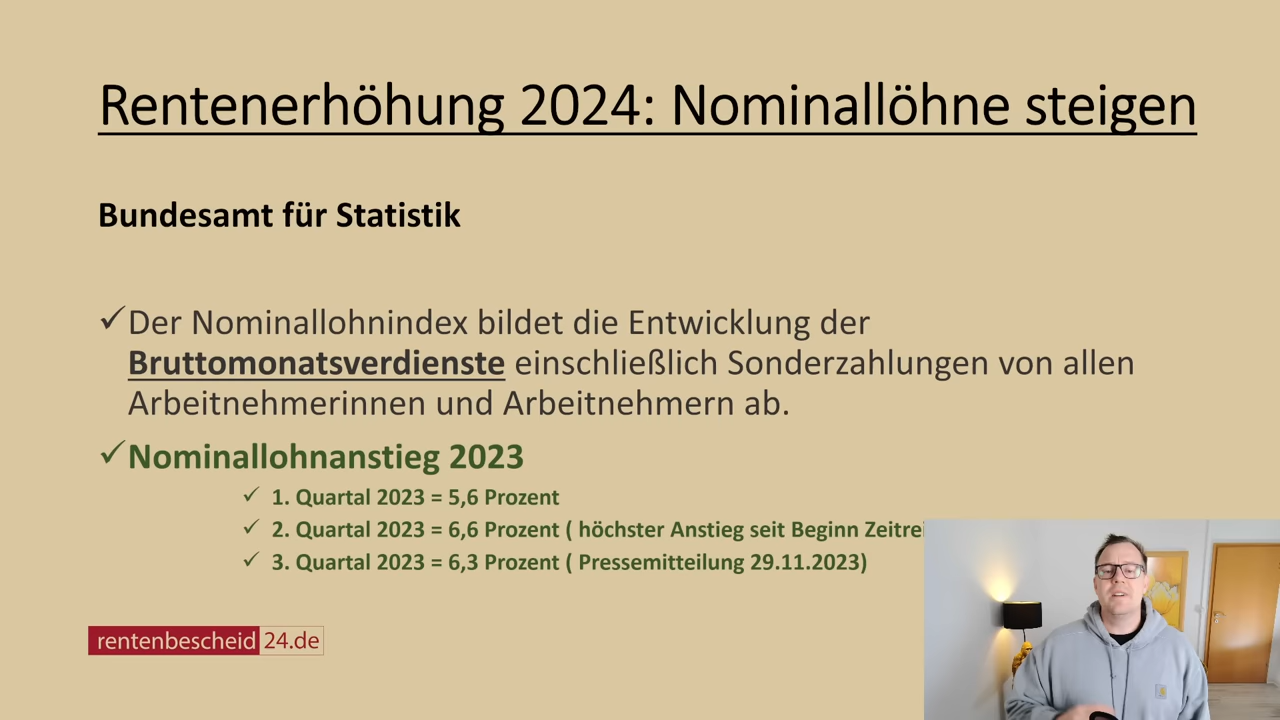 Rentenerhöhung 2024: Nominallöhne steigen
Bundesamt für Statistik
✓Der Nominallohnindex bildet die Entwicklung der
Bruttomonatsverdienste einschließlich Sonderzahlungen von allen
Arbeitnehmerinnen und Arbeitnehmern ab.
✓Nominallohnanstieg 2023
✓ 1. Quartal 2023 = 5,6 Prozent
✓ 2. Quartal 2023 = 6,6 Prozent ( höchster Anstieg seit Beginn
✓ 3. Quartal 2023 = 6,3 Prozent ( Pressemitteilung 29.11.2023)
rentenbescheid 24.de